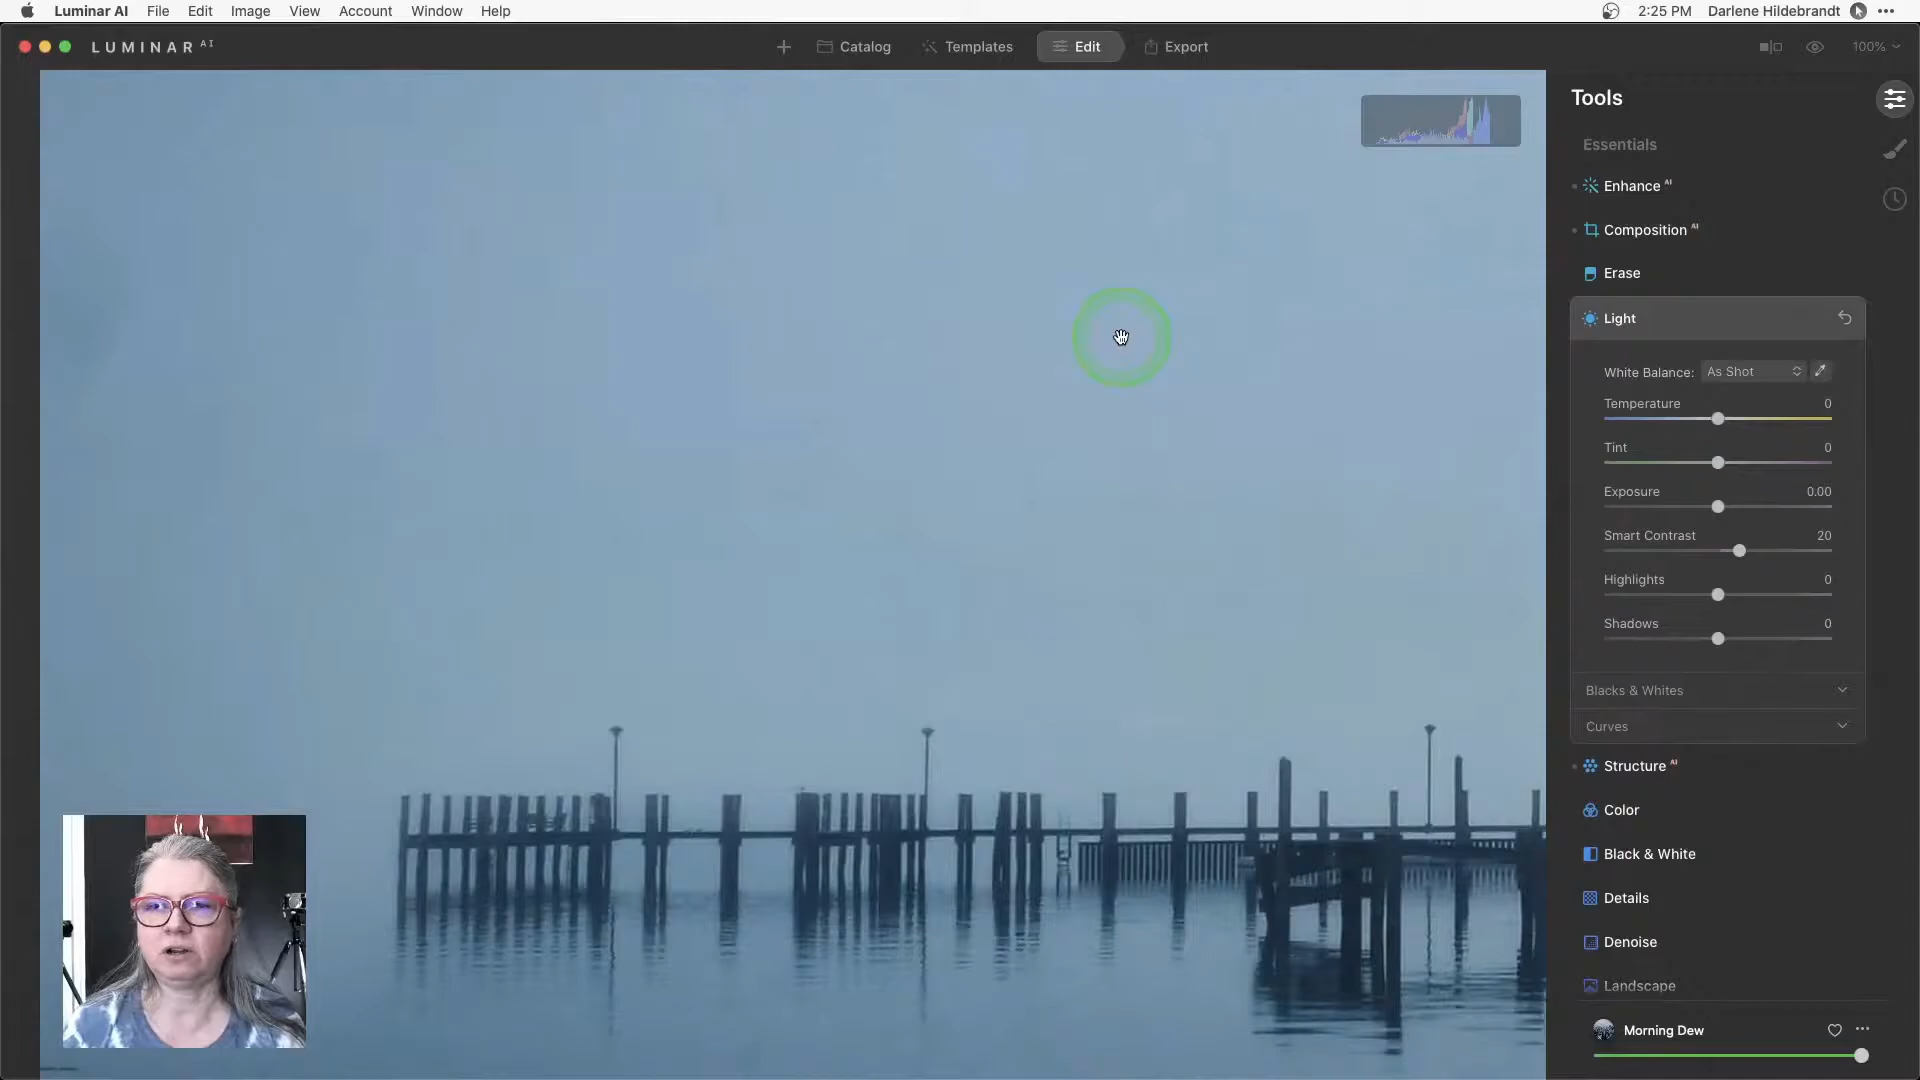 Luminar AI File Edit Image View Account Window Help 2:25 PM Darlene Hildebrandt
LUMINAR AI + Catalog Templates Edit Export 100%
Tools
Essentials
Enhance AI
Composition AI
Erase
Light
White Balance: As Shot
Temperature 0
Tint 0
Exposure 0.00
Smart Contrast 20
Highlights 0
Shadows 0
Blacks & Whites
Curves
Structure AI
Color
Black & White
Details
Denoise
Landscape
Morning Dew